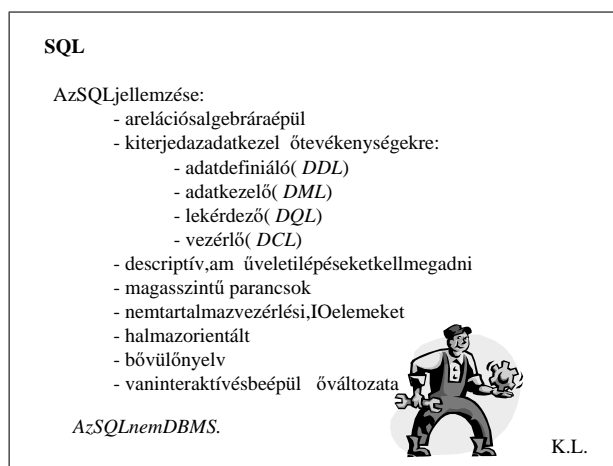 SQL
AzSQLjellemzése:
- arelációsalgebráraépül
- kiterjedazadatkezel őtevékenységekre:
- adatdefiniáló( DDL)
- adatkezelő( DML)
- lekérdező( DQL)
- vezérlő( DCL)
- descriptív,am űveletilépéseketkellmegadni
- magasszintű parancsok
- nemtartalmazvezérlési,IOelemeket
- halmazorientált
- bővülőnyelv
- vaninteraktívésbeépül őváltozata
AzSQLnemDBMS.
K.L.